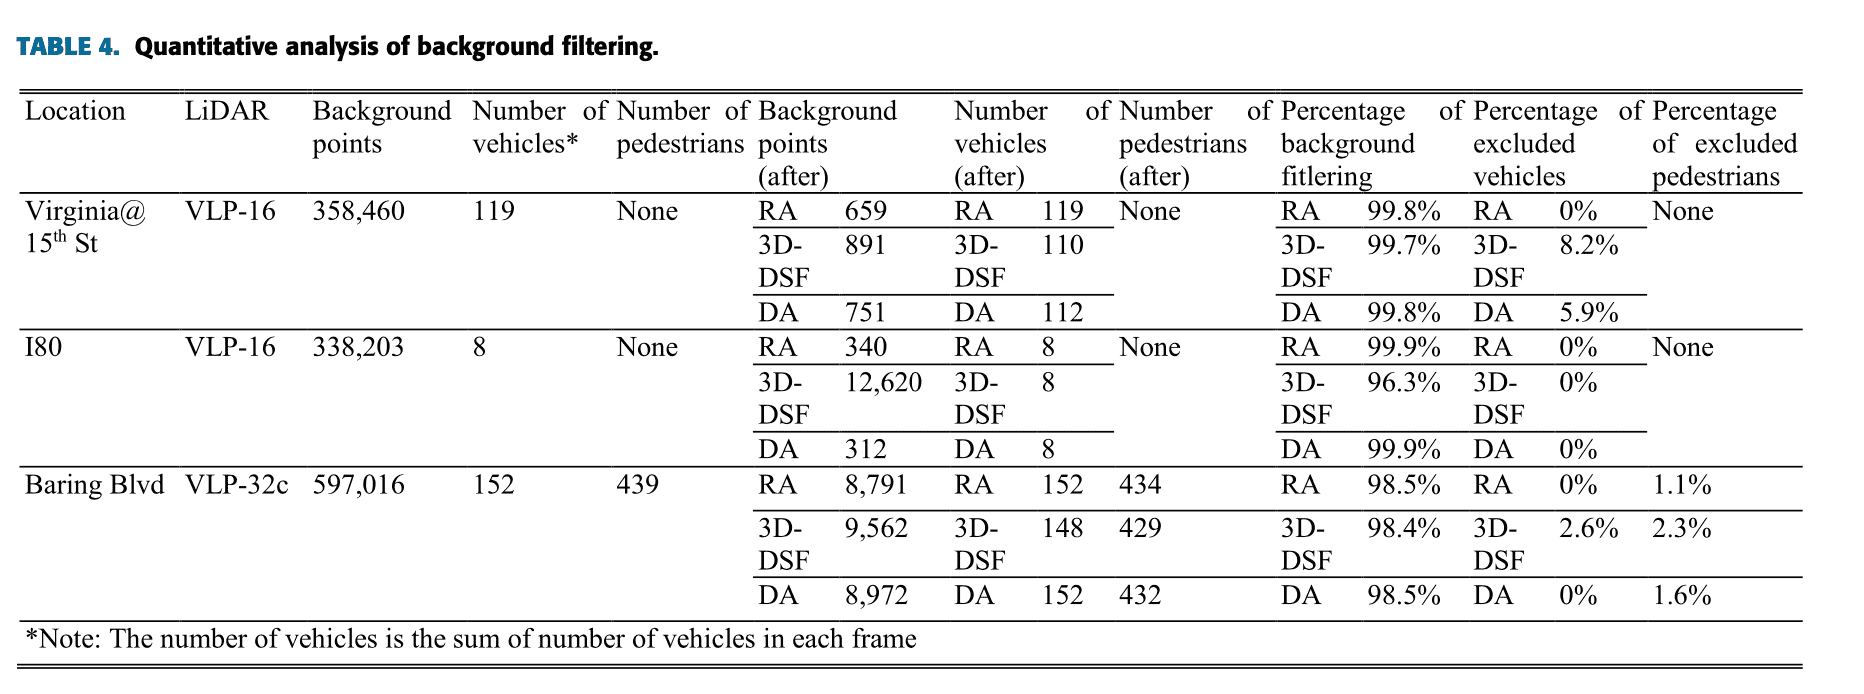 TABLE 4. Quantitative analysis of background filtering.
Location LiDAR Background Number of Number of Background Number of Number of Percentage of Percentage of Percentage
points vehicles* pedestrians points vehicles pedestrians background excluded of excluded
(after) (after) (after) fitlering vehicles pedestrians
Virginia@ VLP-16 358,460 119 None RA 659 RA 119 None RA 99.8% RA 0% None
15th St 3D- 891 3D- 110 3D- 99.7% 3D- 8.2%
DSF DSF DSF DSF
DA 751 DA 112 DA 99.8% DA 5.9%
I80 VLP-16 338,203 8 None RA 340 RA 8 None RA 99.9% RA 0% None
3D- 12,620 3D- 8 3D- 96.3% 3D- 0%
DSF DSF DSF DSF
DA 312 DA 8 DA 99.9% DA 0%
Baring Blvd VLP-32c 597,016 152 439 RA 8,791 RA 152 434 RA 98.5% RA 0% 1.1%
3D- 9,562 3D- 148 429 3D- 98.4% 3D- 2.6% 2.3%
DSF DSF DSF DSF
DA 8,972 DA 152 432 DA 98.5% DA 0% 1.6%
*Note: The number of vehicles is the sum of number of vehicles in each frame